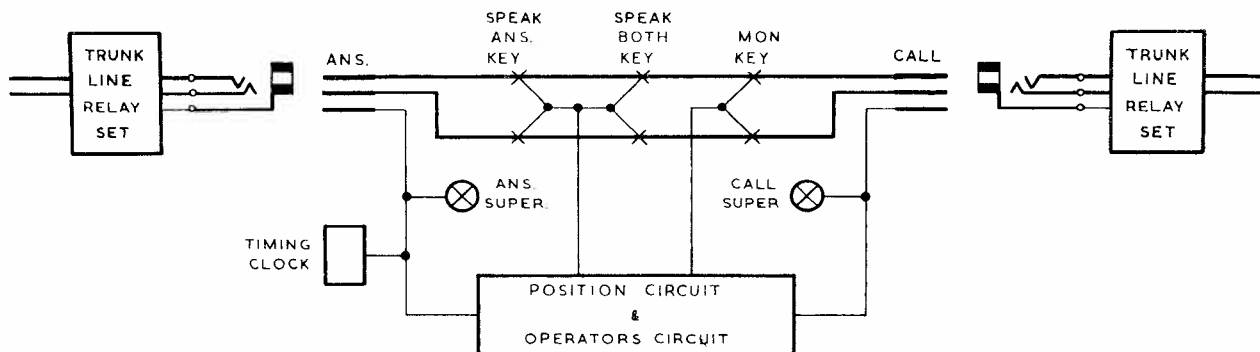 SPEAK
ANS.
KEY
SPEAK
BOTH
KEY
MON
KEY
ANS.
CALL
TRUNK
LINE
RELAY
SET
TRUNK
LINE
RELAY
SET
ANS.
SUPER.
CALL
SUPER
TIMING
CLOCK
POSITION CIRCUIT
&
OPERATORS CIRCUIT